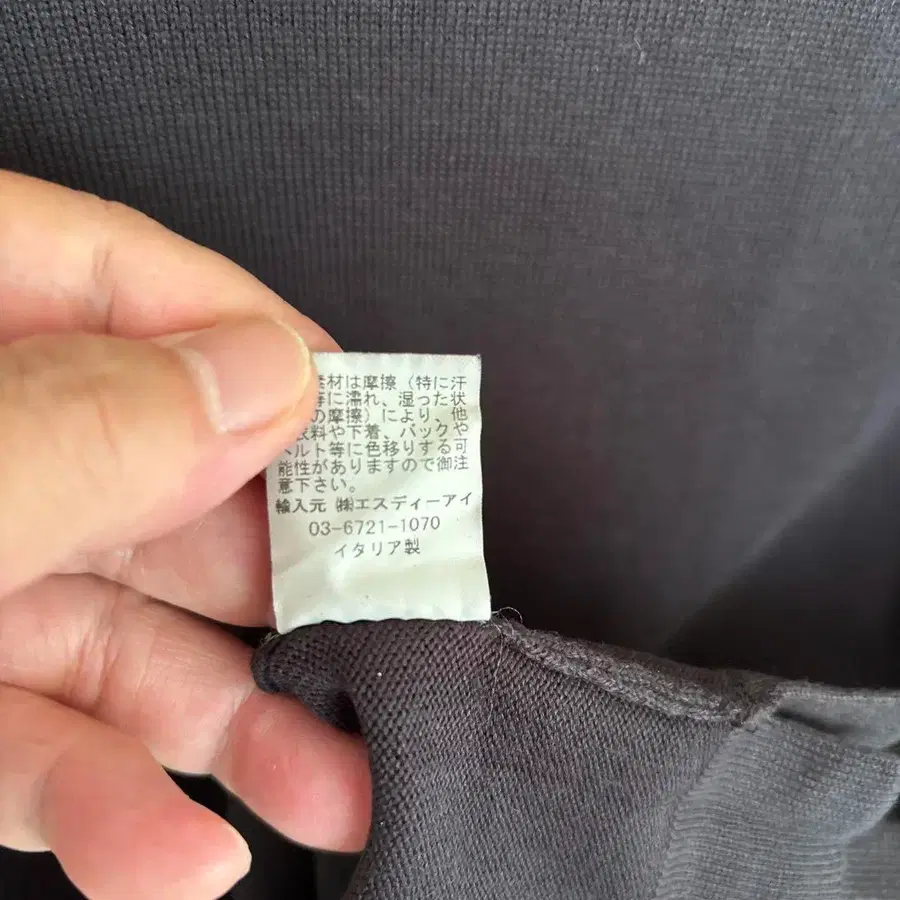 素材は摩擦（特に汗
等に濡れ、湿った状
の摩擦）により、他
衣料や下着、バックや
ベルト等に色移りする可
能性がありますので御注
意下さい。
輸入元 ㈱エスディーアイ
03-6721-1070
イタリア製